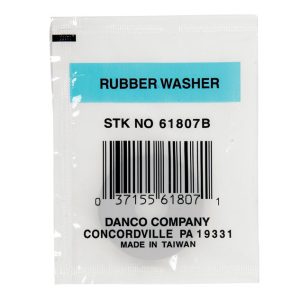 RUBBER WASHER
STK NO 61807B
0 37155 61807 1
DANCO COMPANY
CONCORDVILLE PA 19331
MADE IN TAIWAN